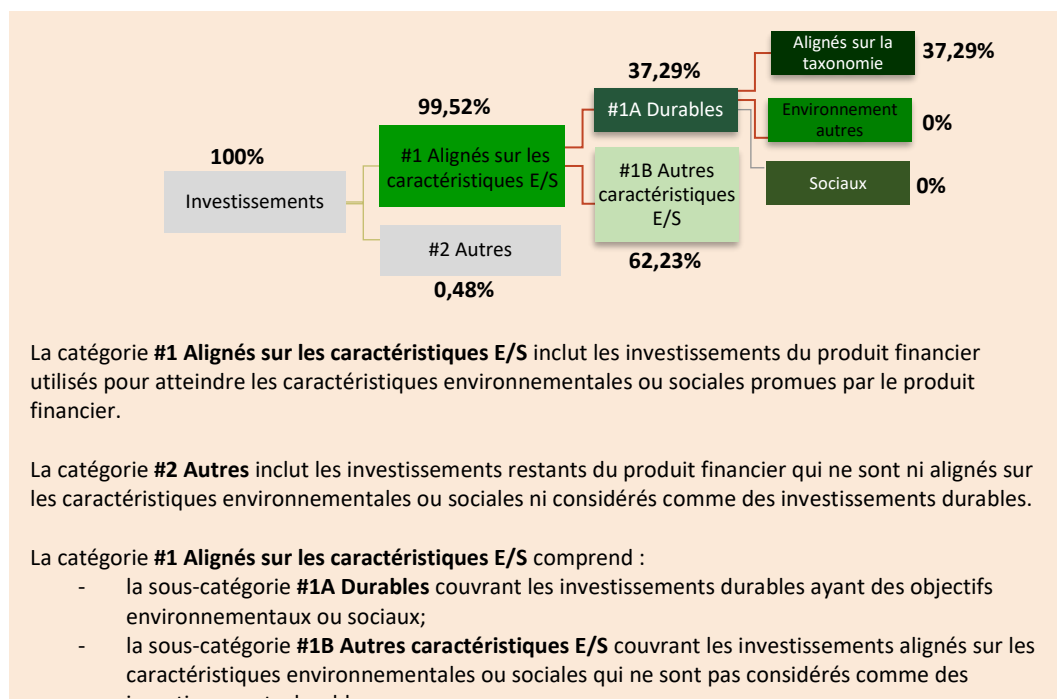 100%
Investissements
99,52%
#1 Alignés sur les
caractéristiques E/S
#2 Autres
0,48%
37,29%
#1A Durables
#1B Autres
caractéristiques
E/S
62,23%
Alignés sur la
taxonomie
37,29%
Environnement
autres
0%
Sociaux
0%
La catégorie #1 Alignés sur les caractéristiques E/S inclut les investissements du produit financier
utilisés pour atteindre les caractéristiques environnementales ou sociales promues par le produit
financier.
La catégorie #2 Autres inclut les investissements restants du produit financier qui ne sont ni alignés sur
les caractéristiques environnementales ou sociales ni considérés comme des investissements durables.
La catégorie #1 Alignés sur les caractéristiques E/S comprend :
- la sous-catégorie #1A Durables couvrant les investissements durables ayant des objectifs
environnementaux ou sociaux;
- la sous-catégorie #1B Autres caractéristiques E/S couvrant les investissements alignés sur les
caractéristiques environnementales ou sociales qui ne sont pas considérés comme des